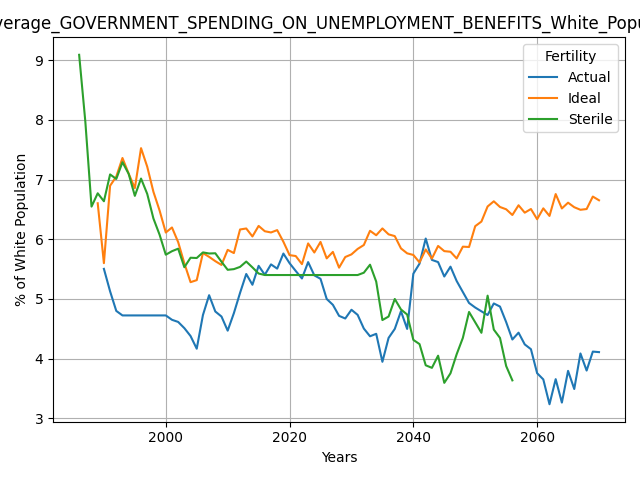 verage_GOVERNMENT_SPENDING_ON_UNEMPLOYMENT_BENEFITS_White_Popu
Fertility
Actual
Ideal
Sterile
% of White Population
9
8
7
6
5
4
3
2000 2020 2040 2060
Years